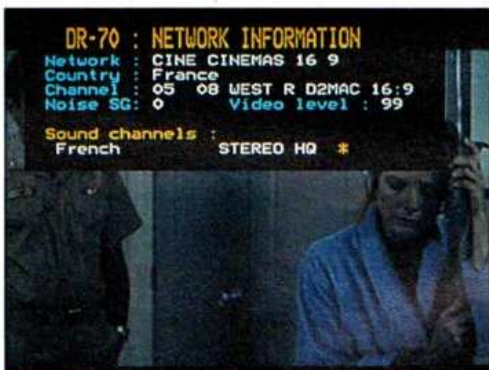 DR-70 : NETWORK INFORMATION
Network : CINE CINEMAS 16 9
Country : France
Channel : 05 08 WEST R D2MAC 16:9
Noise SG: 0 Video level : 99
Sound channels :
French STEREO HQ *